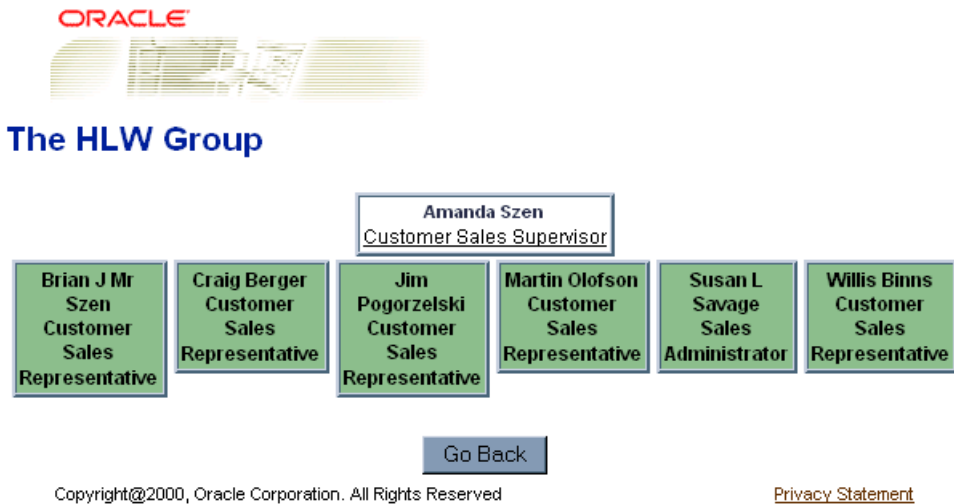 ORACLE
The HLW Group
Amanda Szen
Customer Sales Supervisor
Brian J Mr
Szen
Customer
Sales
Representative
Craig Berger
Customer
Sales
Representative
Jim
Pogorzelski
Customer
Sales
Representative
Martin Olofson
Customer
Sales
Representative
Susan L
Savage
Sales
Administrator
Willis Binns
Customer
Sales
Representative
Go Back
Copyright@2000, Oracle Corporation. All Rights Reserved
Privacy Statement